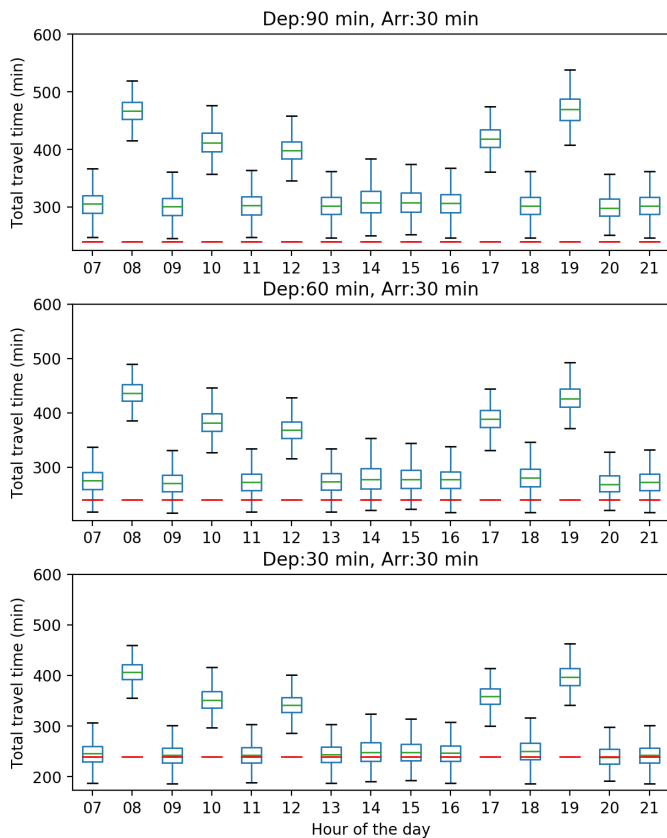 Dep:90 min, Arr:30 min
Total travel time (min)
600
500
400
300
07 08 09 10 11 12 13 14 15 16 17 18 19 20 21
Dep:60 min, Arr:30 min
Total travel time (min)
600
500
400
300
07 08 09 10 11 12 13 14 15 16 17 18 19 20 21
Dep:30 min, Arr:30 min
Total travel time (min)
600
500
400
300
200
07 08 09 10 11 12 13 14 15 16 17 18 19 20 21
Hour of the day